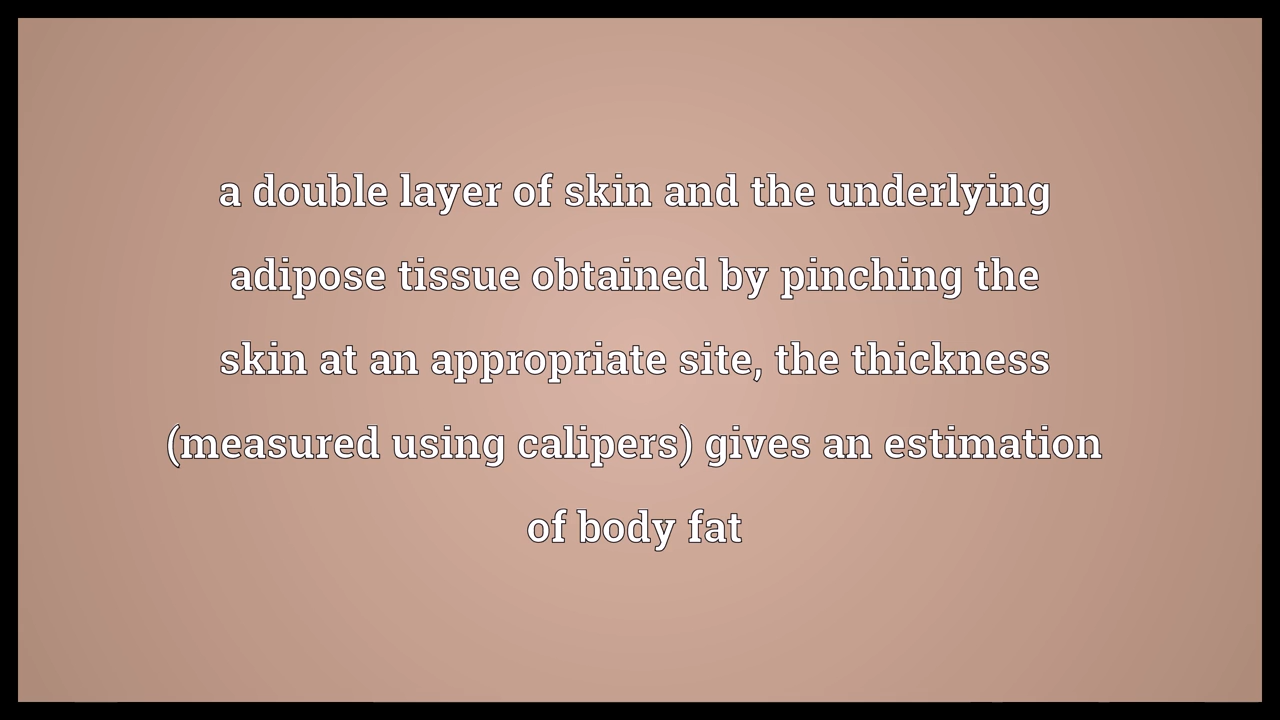 a double layer of skin and the underlying
adipose tissue obtained by pinching the
skin at an appropriate site, the thickness
(measured using calipers) gives an estimation
of body fat